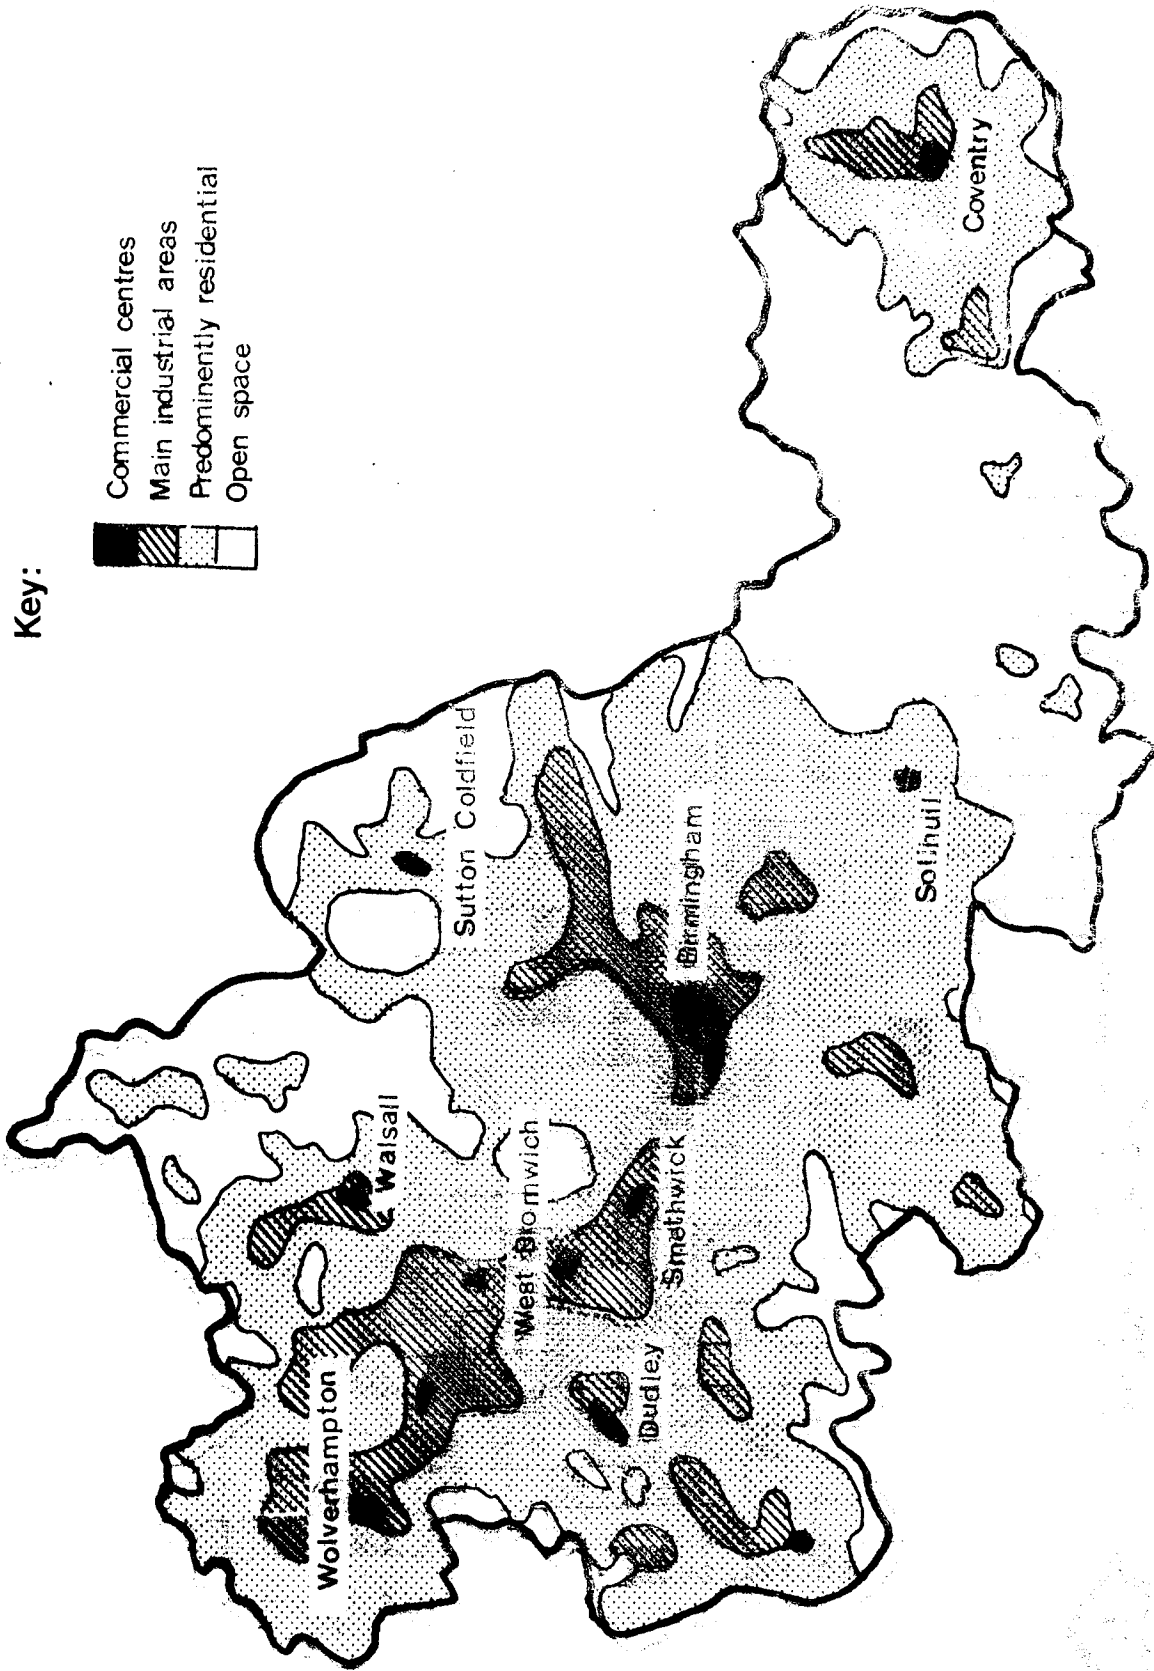 Key:
Commercial centres
Main industrial areas
Predominently residential
Open space
Wolverhampton
Walsall
Sutton Coldfield
West Bromwich
Dudley
Smethwick
Birmingham
Solihull
Coventry